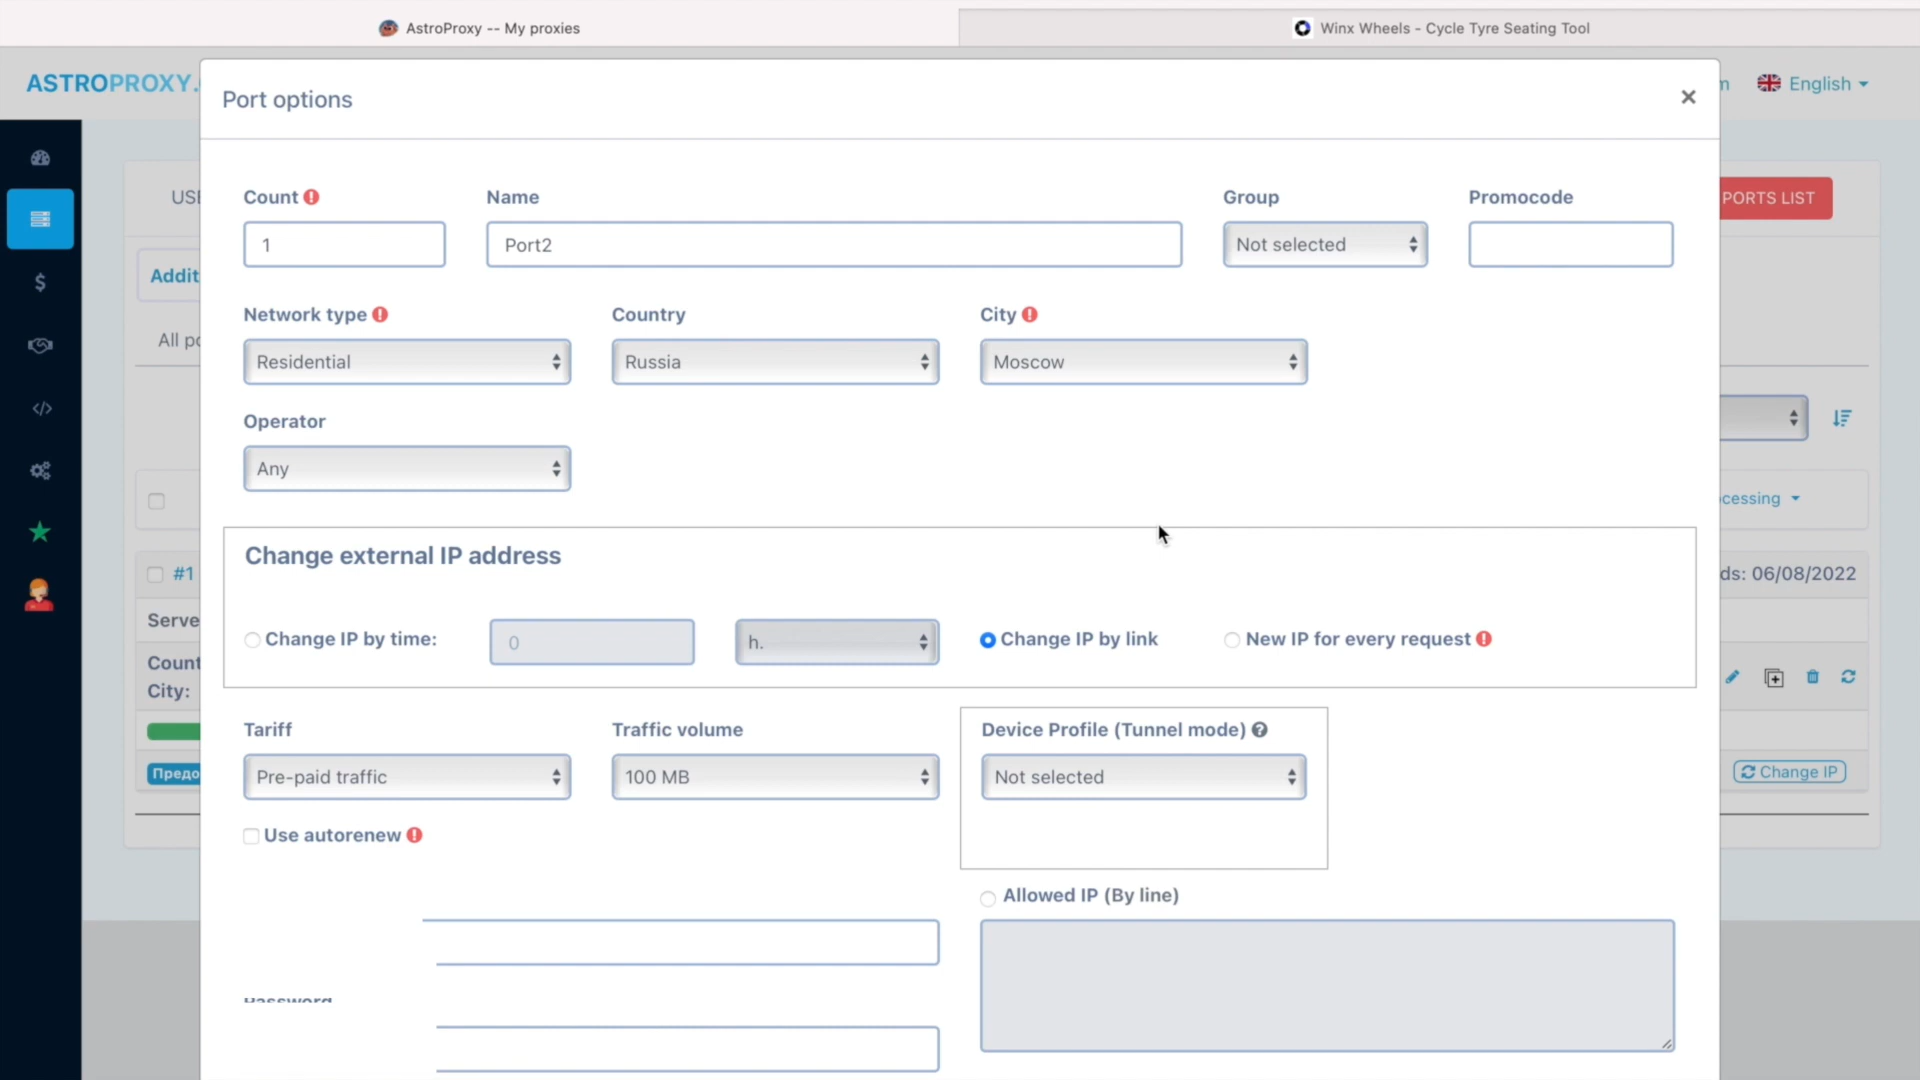 AstroProxy -- My proxies
Winx Wheels - Cycle Tyre Seating Tool
ASTROPROXY.
English
Port options
×
USE
PORTS LIST
Count
Name
Group
Promocode
1
Port2
Not selected
Addit
Network type
Country
City
All po
Residential
Russia
Moscow
Operator
Any
cessing
Change external IP address
#1
ds: 06/08/2022
Serve
Change IP by time:
0
h.
Change IP by link
New IP for every request
Count
City:
Tariff
Traffic volume
Device Profile (Tunnel mode)
Предо
Pre-paid traffic
100 MB
Not selected
Change IP
Use autorenew
Allowed IP (By line)
Password